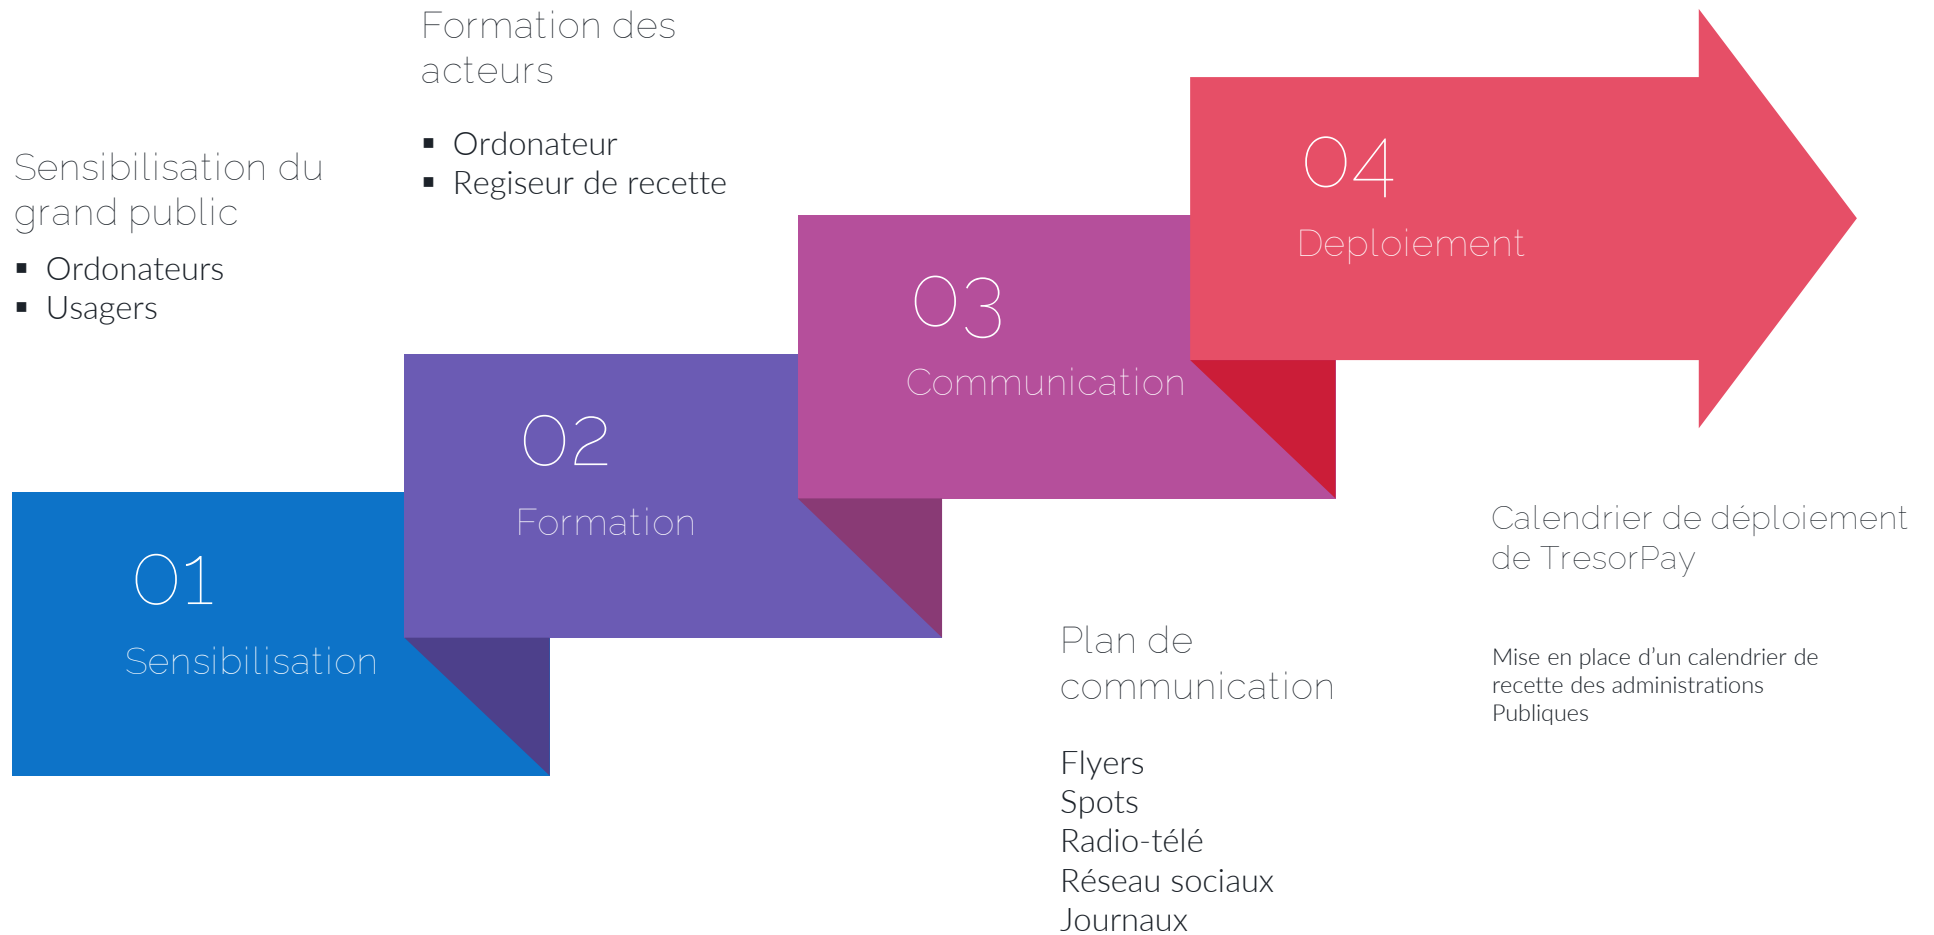 Sensibilisation du
grand public
▪ Ordonateurs
▪ Usagers
01
Sensibilisation
Formation des
acteurs
▪ Ordonateur
▪ Regiseur de recette
02
Formation
03
Communication
Plan de
communication
Flyers
Spots
Radio-télé
Réseau sociaux
Journaux
04
Deploiement
Calendrier de déploiement
de TresorPay
Mise en place d’un calendrier de
recette des administrations
Publiques